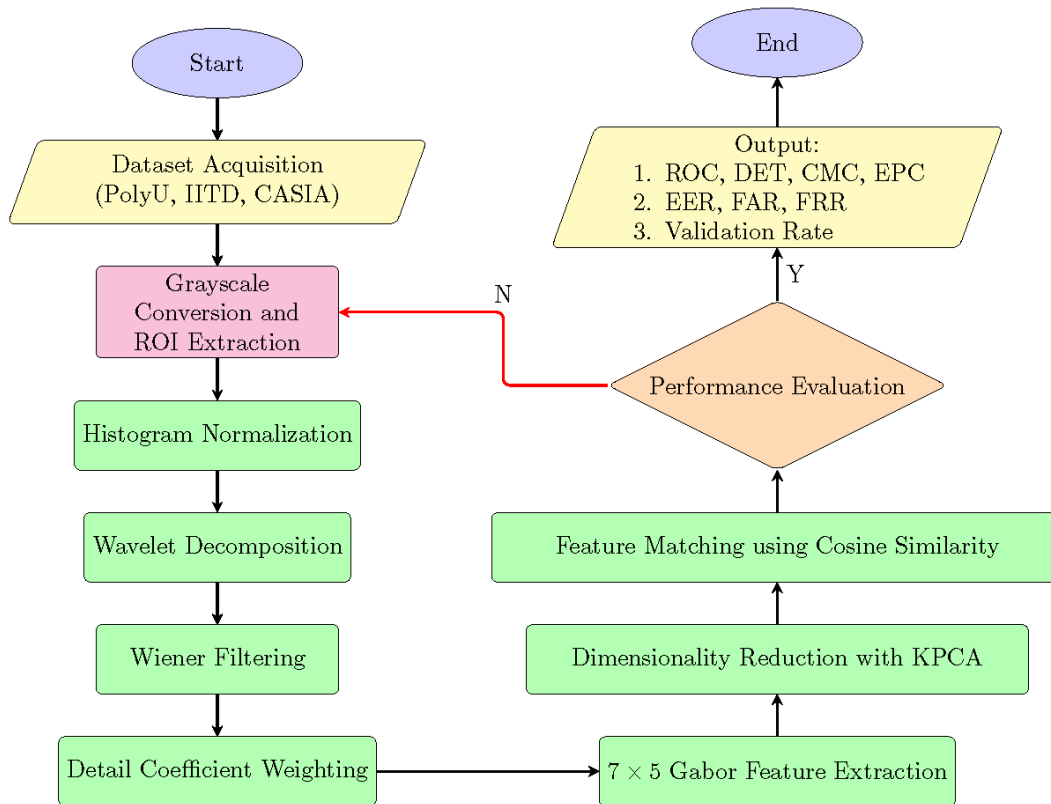 Start
Dataset Acquisition
(PolyU, IITD, CASIA)
Grayscale
Conversion and
ROI Extraction
Histogram Normalization
Wavelet Decomposition
Wiener Filtering
Detail Coefficient Weighting
7 × 5 Gabor Feature Extraction
Dimensionality Reduction with KPCA
Feature Matching using Cosine Similarity
Performance Evaluation
N
Y
Output:
1. ROC, DET, CMC, EPC
2. EER, FAR, FRR
3. Validation Rate
End